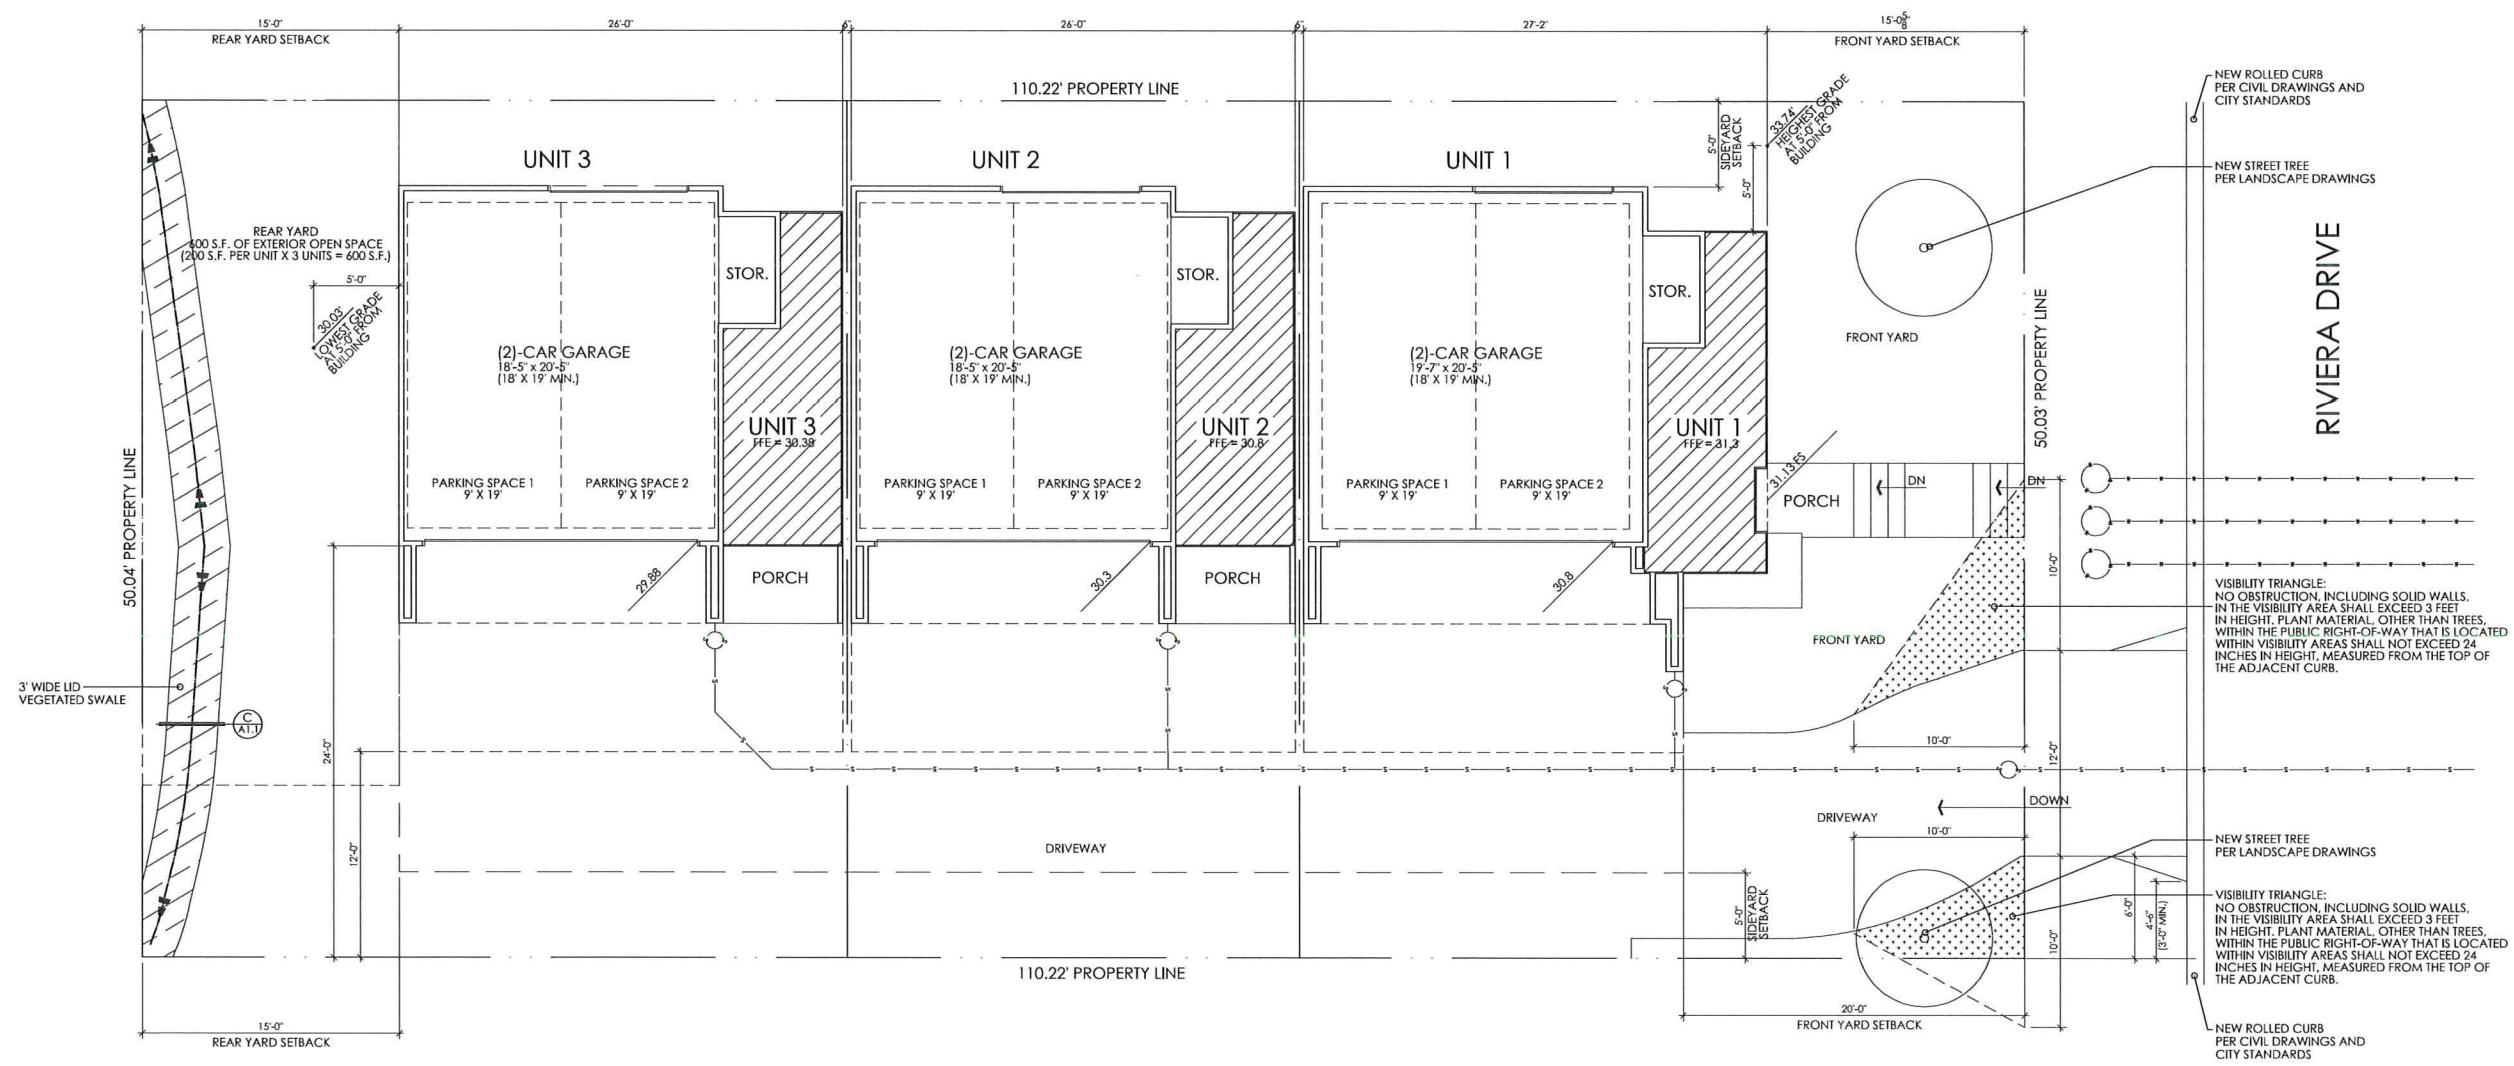 15'-0"
26'-0"
6"
26'-0"
6"
27'-2"
15'-0⅝"
REAR YARD SETBACK
FRONT YARD SETBACK
110.22' PROPERTY LINE
NEW ROLLED CURB
PER CIVIL DRAWINGS AND
CITY STANDARDS
33.74'
HIGHEST GRADE
AT 5'-0" FROM
BUILDING
5'-0"
SIDEYARD
SETBACK
5'-0"
UNIT 3
UNIT 2
UNIT 1
NEW STREET TREE
PER LANDSCAPE DRAWINGS
RIVIERA DRIVE
REAR YARD
600 S.F. OF EXTERIOR OPEN SPACE
(200 S.F. PER UNIT X 3 UNITS = 600 S.F.)
5'-0"
30.03'
LOWEST GRADE
AT 5'-0" FROM
BUILDING
STOR.
STOR.
STOR.
FRONT YARD
50.03' PROPERTY LINE
(2)-CAR GARAGE
18'-5" x 20'-5"
(18' X 19' MIN.)
(2)-CAR GARAGE
18'-5" x 20'-5"
(18' X 19' MIN.)
(2)-CAR GARAGE
19'-7" x 20'-5"
(18' X 19' MIN.)
UNIT 3
FFE = 30.38
UNIT 2
FFE = 30.8
UNIT 1
FFE = 31.3
31.13 FS
PARKING SPACE 1
9' X 19'
PARKING SPACE 2
9' X 19'
PARKING SPACE 1
9' X 19'
PARKING SPACE 2
9' X 19'
PARKING SPACE 1
9' X 19'
PARKING SPACE 2
9' X 19'
PORCH
DN
DN
50.04' PROPERTY LINE
29.88
PORCH
30.3
PORCH
30.8
10'-0"
VISIBILITY TRIANGLE:
NO OBSTRUCTION, INCLUDING SOLID WALLS,
IN THE VISIBILITY AREA SHALL EXCEED 3 FEET
IN HEIGHT. PLANT MATERIAL, OTHER THAN TREES,
WITHIN THE PUBLIC RIGHT-OF-WAY THAT IS LOCATED
WITHIN VISIBILITY AREAS SHALL NOT EXCEED 24
INCHES IN HEIGHT, MEASURED FROM THE TOP OF
THE ADJACENT CURB.
FRONT YARD
3' WIDE LID
VEGETATED SWALE
C
A1.1
24'-0"
10'-0"
12'-0"
DOWN
DRIVEWAY
10'-0"
12'-0"
DRIVEWAY
NEW STREET TREE
PER LANDSCAPE DRAWINGS
5'-0"
SIDEYARD
SETBACK
10'-0"
6'-0"
4'-6"
(3'-0" MIN.)
VISIBILITY TRIANGLE:
NO OBSTRUCTION, INCLUDING SOLID WALLS,
IN THE VISIBILITY AREA SHALL EXCEED 3 FEET
IN HEIGHT. PLANT MATERIAL, OTHER THAN TREES,
WITHIN THE PUBLIC RIGHT-OF-WAY THAT IS LOCATED
WITHIN VISIBILITY AREAS SHALL NOT EXCEED 24
INCHES IN HEIGHT, MEASURED FROM THE TOP OF
THE ADJACENT CURB.
110.22' PROPERTY LINE
20'-0"
FRONT YARD SETBACK
15'-0"
REAR YARD SETBACK
NEW ROLLED CURB
PER CIVIL DRAWINGS AND
CITY STANDARDS